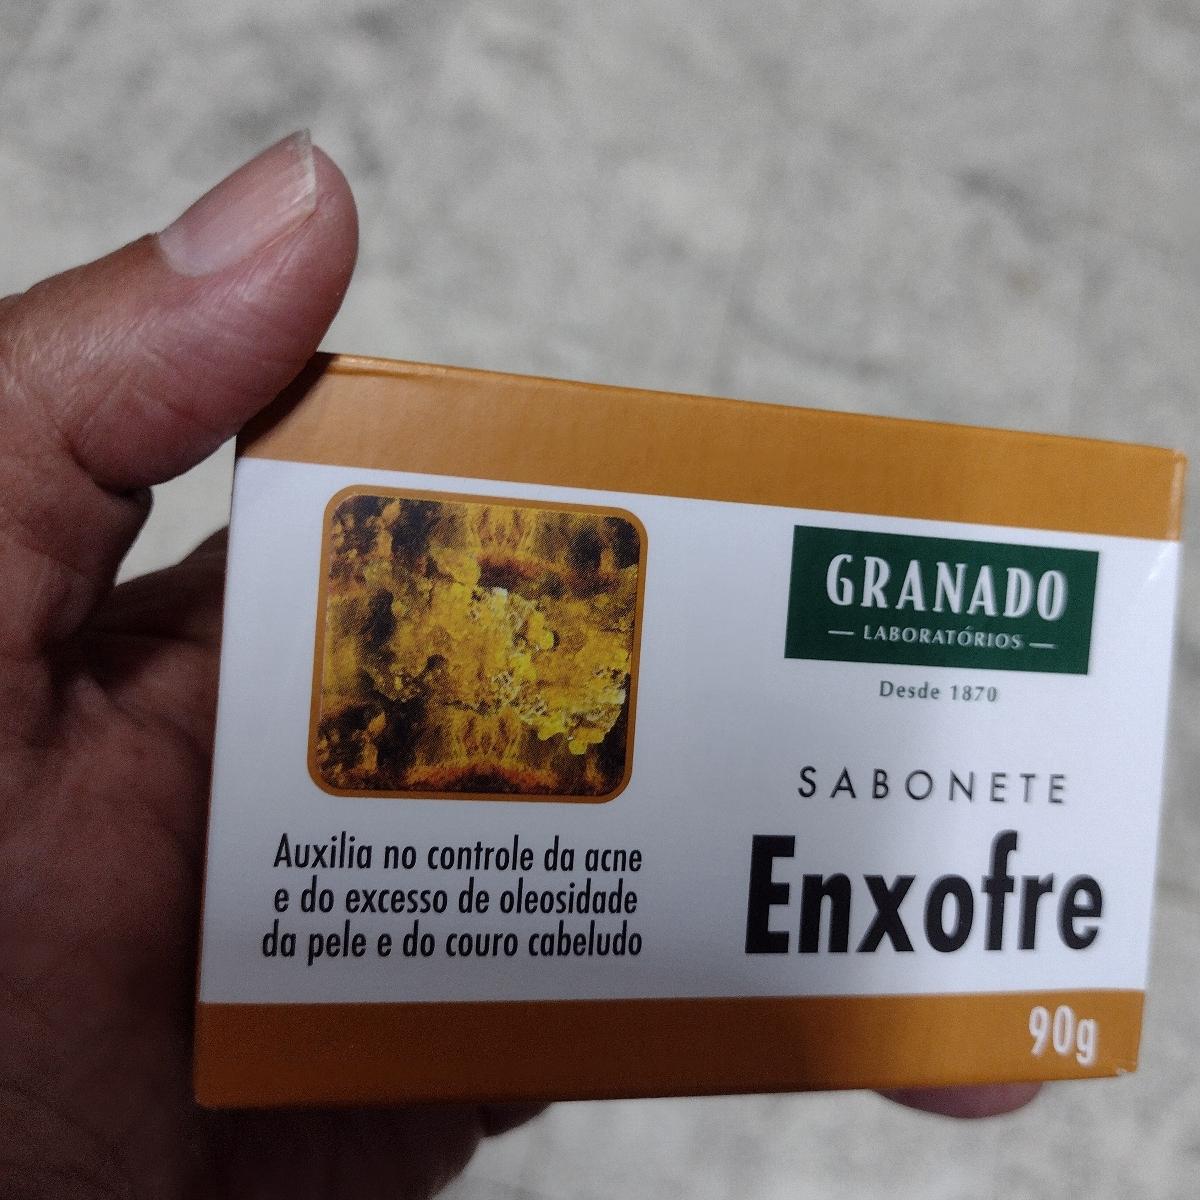 GRANADO
LABORATÓRIOS
Desde 1870
SABONETE
Enxofre
Auxilia no controle da acne
e do excesso de oleosidade
da pele e do couro cabeludo
90g